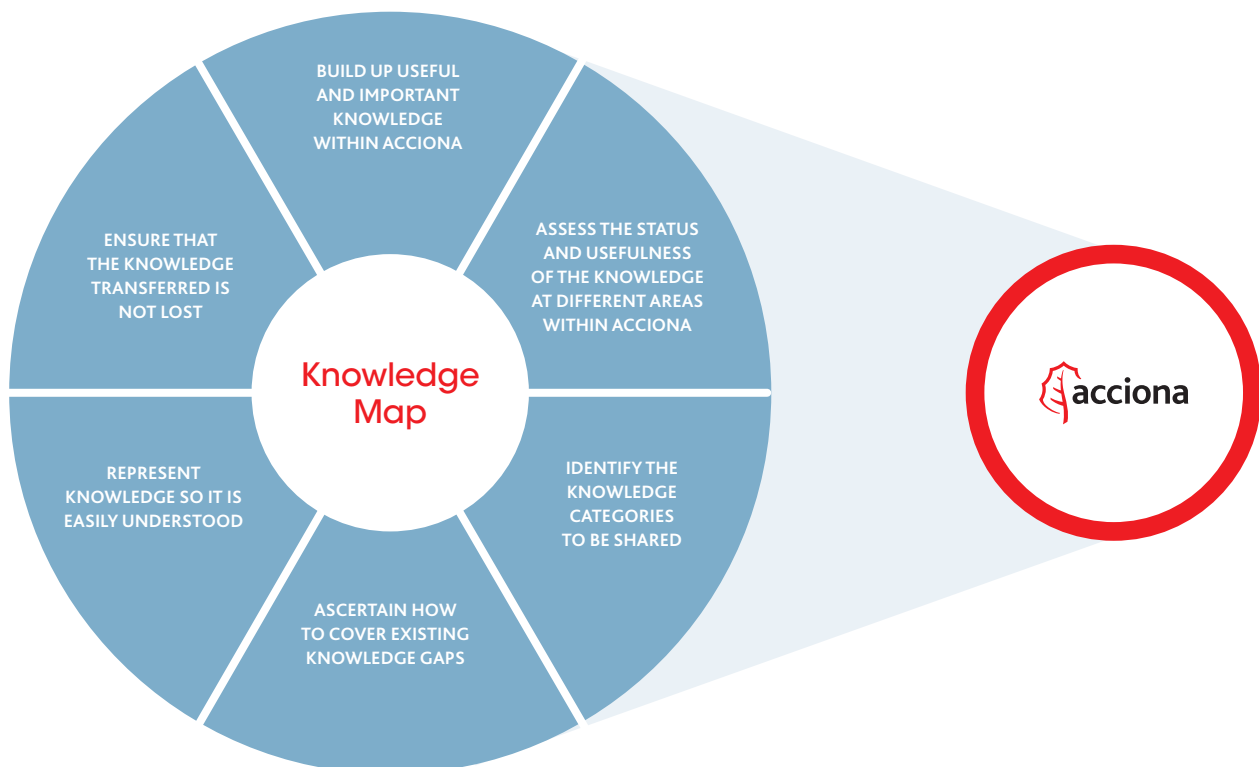 BUILD UP USEFUL
AND IMPORTANT
KNOWLEDGE
WITHIN ACCIONA
ASSESS THE STATUS
AND USEFULNESS
OF THE KNOWLEDGE
AT DIFFERENT AREAS
WITHIN ACCIONA
IDENTIFY THE
KNOWLEDGE
CATEGORIES
TO BE SHARED
ASCERTAIN HOW
TO COVER EXISTING
KNOWLEDGE GAPS
REPRESENT
KNOWLEDGE SO IT IS
EASILY UNDERSTOOD
ENSURE THAT
THE KNOWLEDGE
TRANSFERRED IS
NOT LOST
Knowledge
Map
acciona